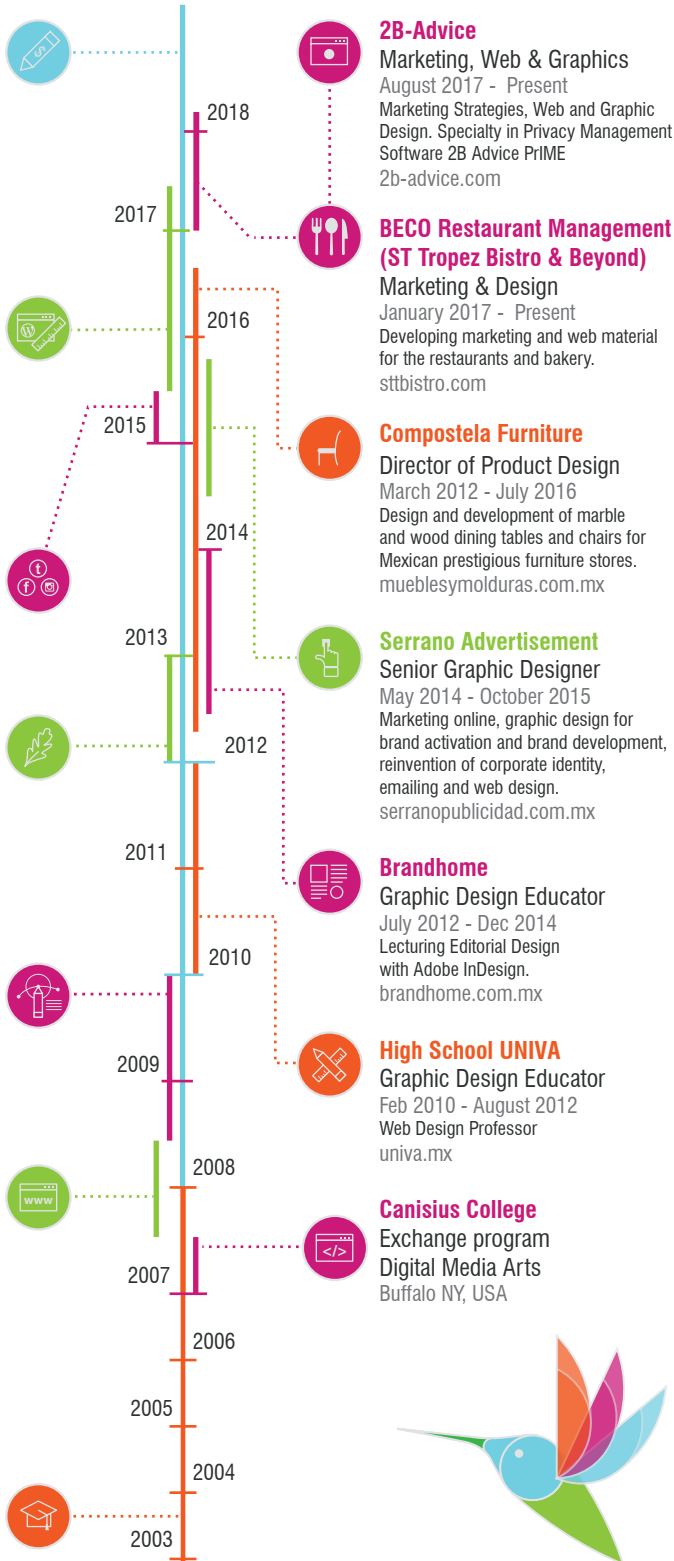 2B-Advice
Marketing, Web & Graphics
August 2017 - Present
Marketing Strategies, Web and Graphic
Design. Specialty in Privacy Management
Software 2B Advice PrIME
2b-advice.com
BECO Restaurant Management
(ST Tropez Bistro & Beyond)
Marketing & Design
January 2017 - Present
Developing marketing and web material
for the restaurants and bakery.
sttbistro.com
Compostela Furniture
Director of Product Design
March 2012 - July 2016
Design and development of marble
and wood dining tables and chairs for
Mexican prestigious furniture stores.
mueblesymolduras.com.mx
Serrano Advertisement
Senior Graphic Designer
May 2014 - October 2015
Marketing online, graphic design for
brand activation and brand development,
reinvention of corporate identity,
emailing and web design.
serranopublicidad.com.mx
Brandhome
Graphic Design Educator
July 2012 - Dec 2014
Lecturing Editorial Design
with Adobe InDesign.
brandhome.com.mx
High School UNIVA
Graphic Design Educator
Feb 2010 - August 2012
Web Design Professor
univa.mx
Canisius College
Exchange program
Digital Media Arts
Buffalo NY, USA
2018
2017
2016
2015
2014
2013
2012
2011
2010
2009
2008
2007
2006
2005
2004
2003
$
W
t
f
www
</>